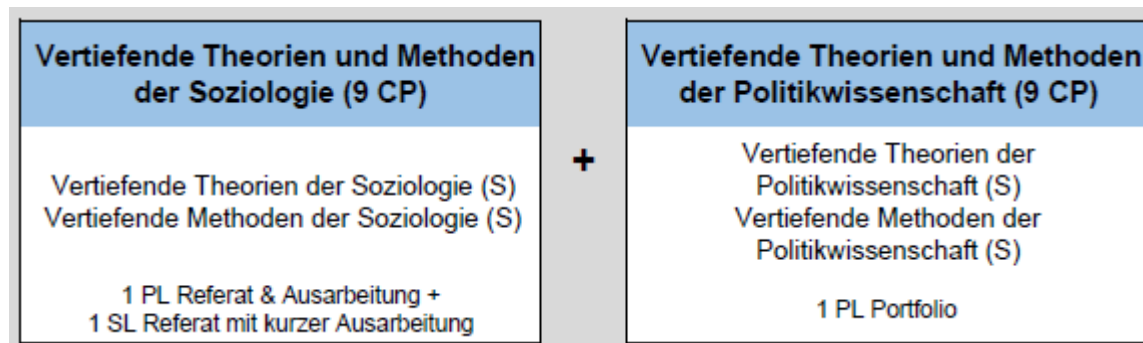 Vertiefende Theorien und Methoden
der Soziologie (9 CP)
Vertiefende Theorien der Soziologie (S)
Vertiefende Methoden der Soziologie (S)
1 PL Referat & Ausarbeitung +
1 SL Referat mit kurzer Ausarbeitung
+
Vertiefende Theorien und Methoden
der Politikwissenschaft (9 CP)
Vertiefende Theorien der
Politikwissenschaft (S)
Vertiefende Methoden der
Politikwissenschaft (S)
1 PL Portfolio